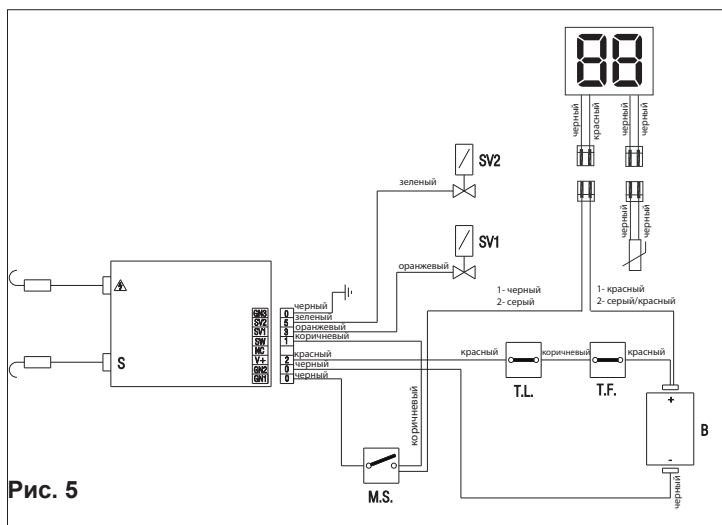 88
черный
красный
черный
черный
SV2
зеленый
черный
черный
SV1
оранжевый
1- черный
2- серый
1- красный
2- серый/красный
S
GN3 0 черный
SV2 5 зеленый
SV1 3 оранжевый
SW 1 коричневый
NC
V+ 2 красный
GN2 0 черный
GN1 0 черный
красный
коричневый
красный
T.L.
T.F.
коричневый
+
B
-
черный
M.S.
Рис. 5